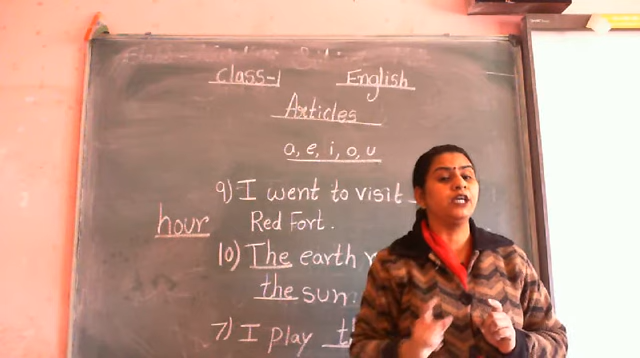 Class-1 English
Articles
a, e, i, o, u
9) I went to visit
hour Red Fort.
10) The earth
the sun.
7) I play